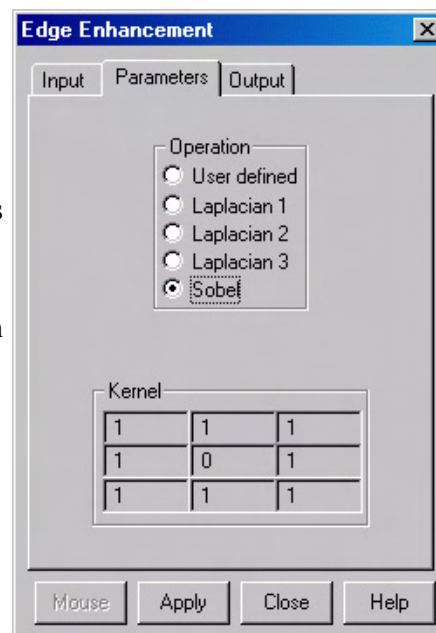 Edge Enhancement
Input Parameters Output
Operation
User defined
Laplacian 1
s
Laplacian 2
Laplacian 3
Sobel
n
Kernel
1 1 1
1 0 1
1 1 1
Mouse Apply Close Help